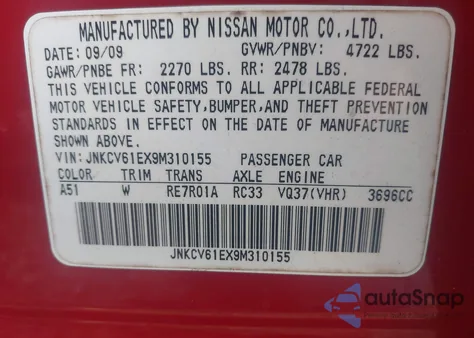 MANUFACTURED BY NISSAN MOTOR CO.,LTD.
DATE: 09/09 GVWR/PNBV: 4722 LBS.
GAWR/PNBE FR: 2270 LBS. RR: 2478 LBS.
THIS VEHICLE CONFORMS TO ALL APPLICABLE FEDERAL
MOTOR VEHICLE SAFETY,BUMPER,AND THEFT PREVENTION
STANDARDS IN EFFECT ON THE DATE OF MANUFACTURE
SHOWN ABOVE.
VIN: JNKCV61EX9M310155 PASSENGER CAR
COLOR TRIM TRANS AXLE ENGINE
A51 W RE7R01A RC33 VQ37(VHR) 3696CC
JNKCV61EX9M310155
autaSnap